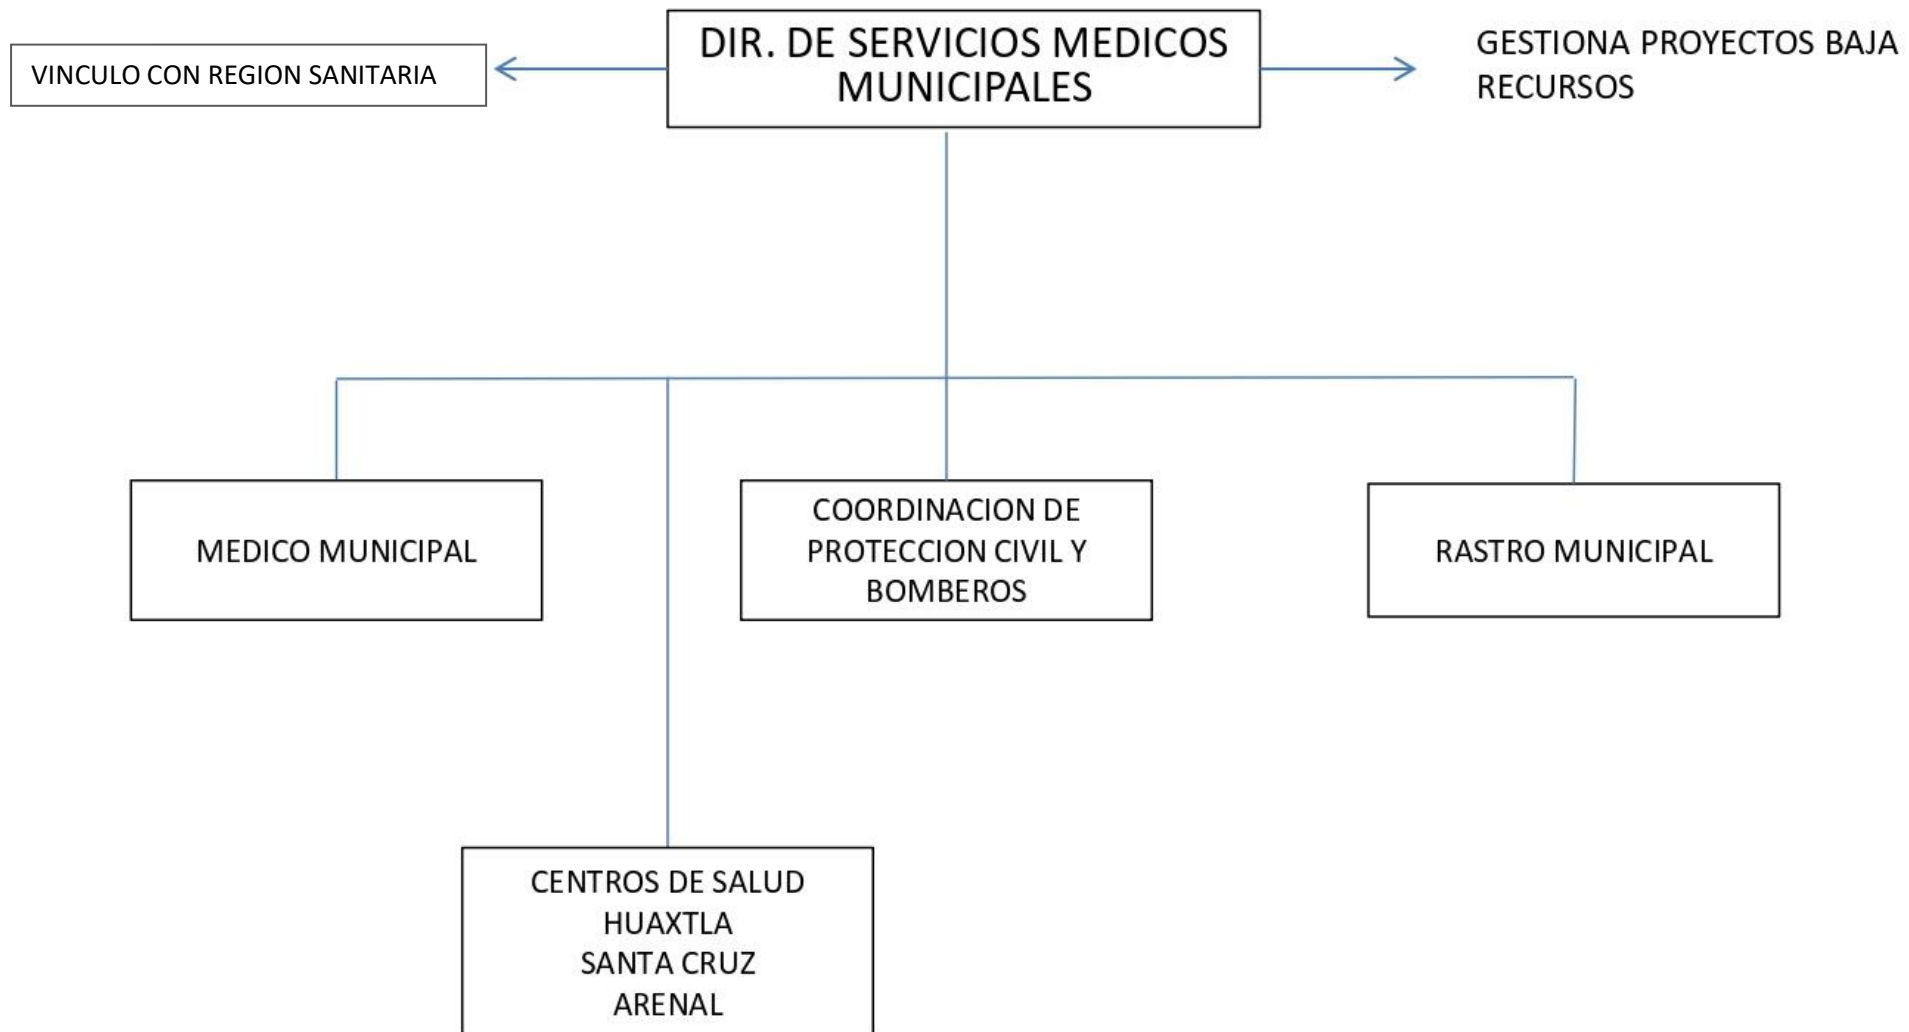 VINCULO CON REGION SANITARIA
DIR. DE SERVICIOS MEDICOS
MUNICIPALES
GESTIONA PROYECTOS BAJA
RECURSOS
MEDICO MUNICIPAL
COORDINACION DE
PROTECCION CIVIL Y
BOMBEROS
RASTRO MUNICIPAL
CENTROS DE SALUD
HUAXTLA
SANTA CRUZ
ARENAL